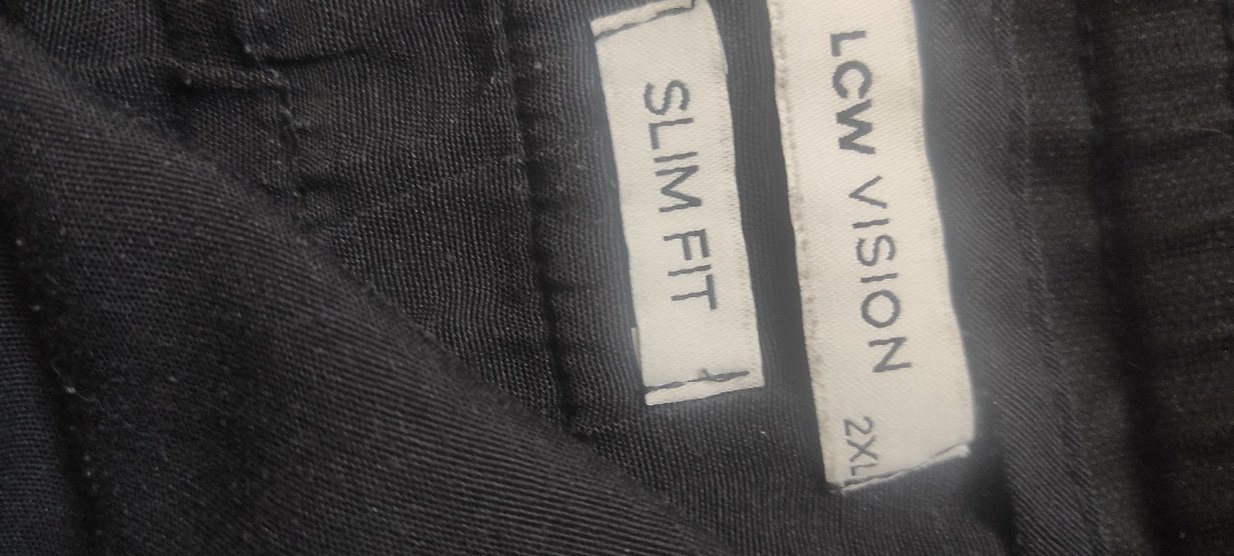 LCW VISION
2XL
SLIM FIT